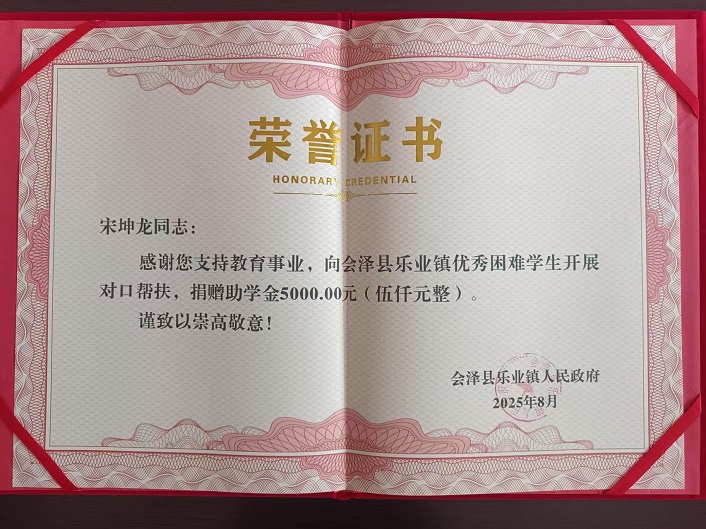 荣誉证书
HONORARY CREDENTIAL
宋坤龙同志：
感谢您支持教育事业，向会泽县乐业镇优秀困难学生开展
对口帮扶，捐赠助学金5000.00元（伍仟元整）。
谨致以崇高敬意！
会泽县乐业镇人民政府
2025年8月